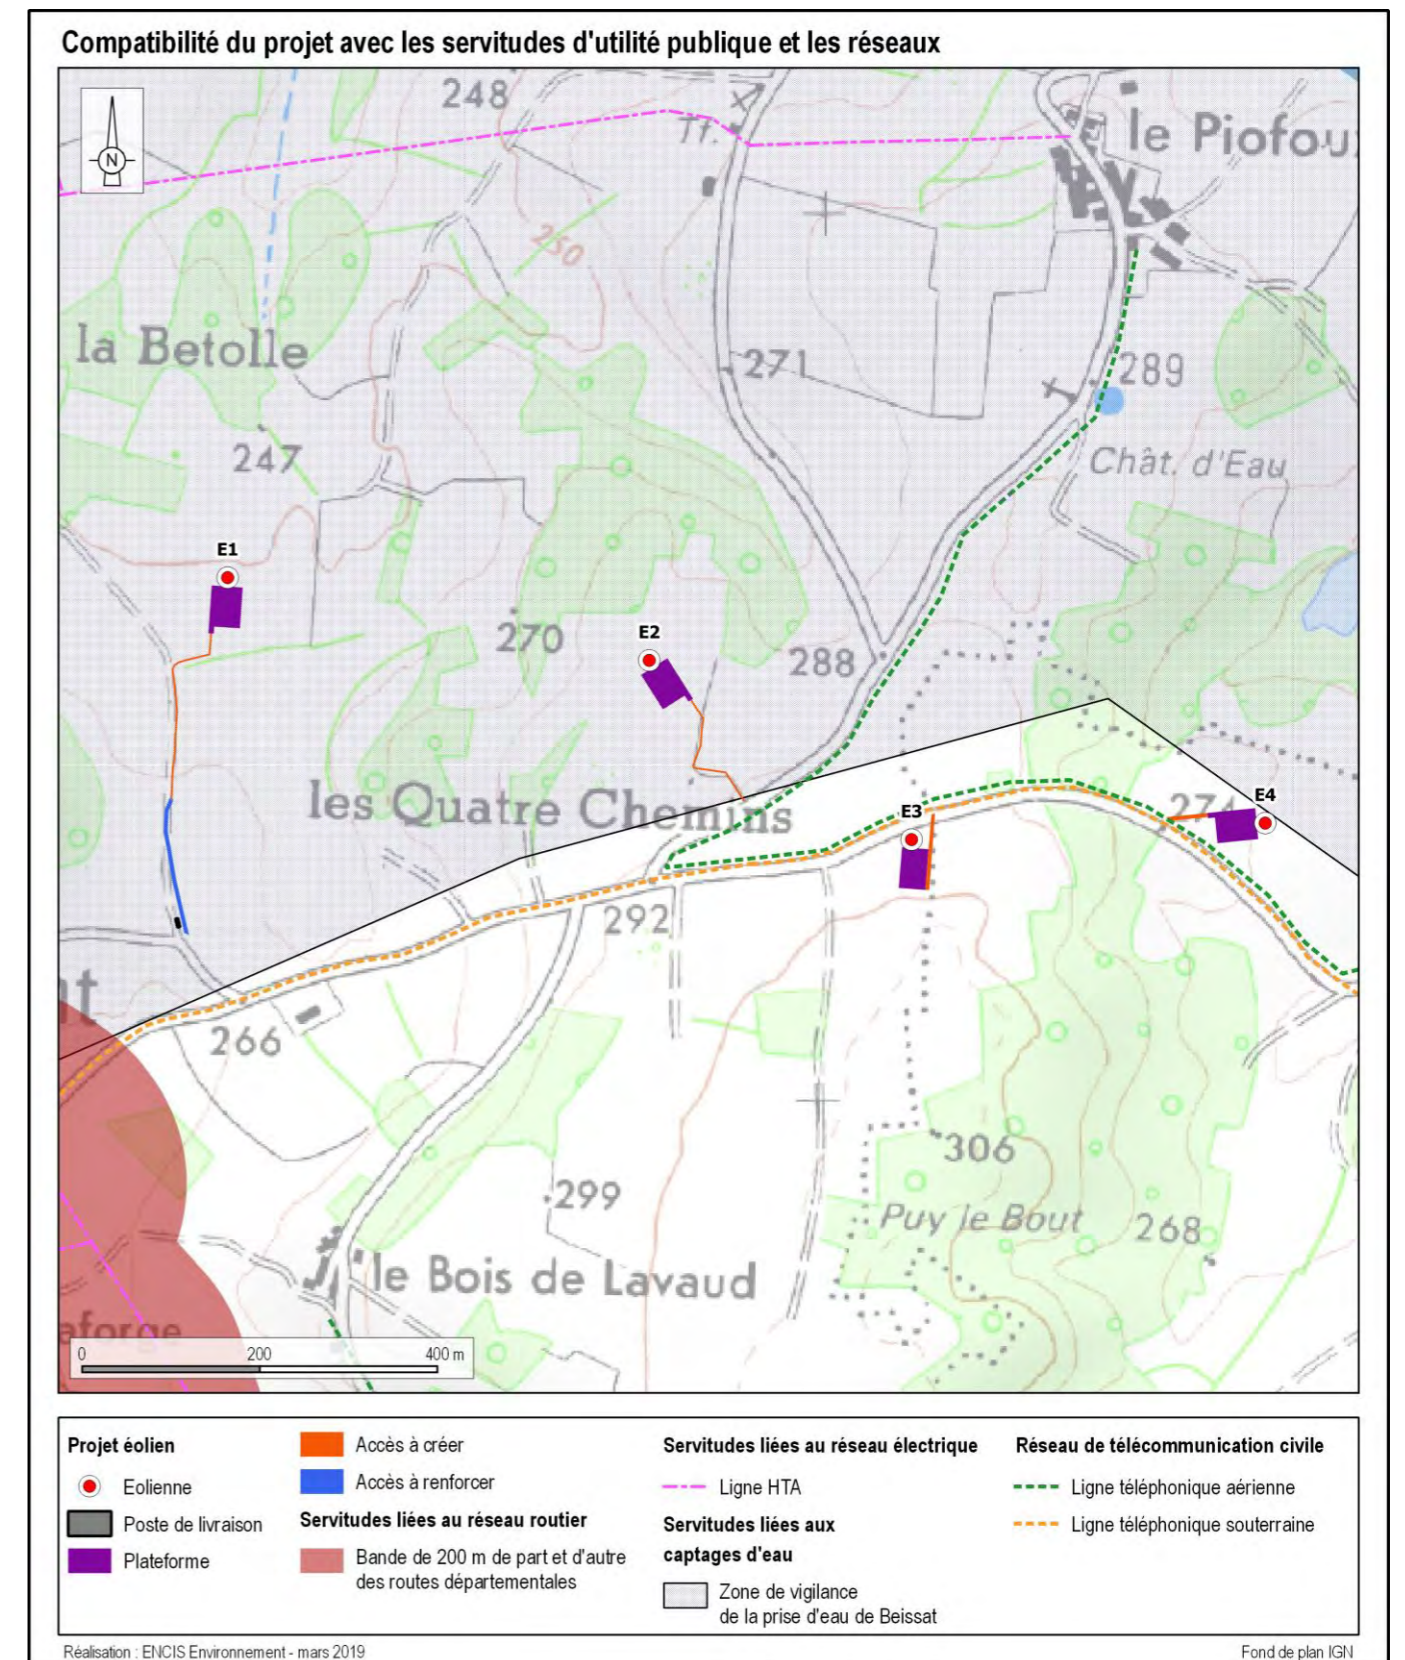 Compatibilité du projet avec les servitudes d'utilité publique et les réseaux
N
248
Tt.
le Piofou
250
la Betolle
271
289
247
Chât. d'Eau
E1
270
E2
288
les Quatre Chemins
274
E4
E3
292
266
306
299
Puy le Bout
268
le Bois de Lavaud
aforge
0 200 400 m
Projet éolien
Eolienne
Poste de livraison
Plateforme
Accès à créer
Accès à renforcer
Servitudes liées au réseau routier
Bande de 200 m de part et d'autre
des routes départementales
Servitudes liées au réseau électrique
Ligne HTA
Servitudes liées aux
captages d'eau
Zone de vigilance
de la prise d'eau de Beissat
Réseau de télécommunication civile
Ligne téléphonique aérienne
Ligne téléphonique souterraine
Réalisation : ENCIS Environnement - mars 2019
Fond de plan IGN